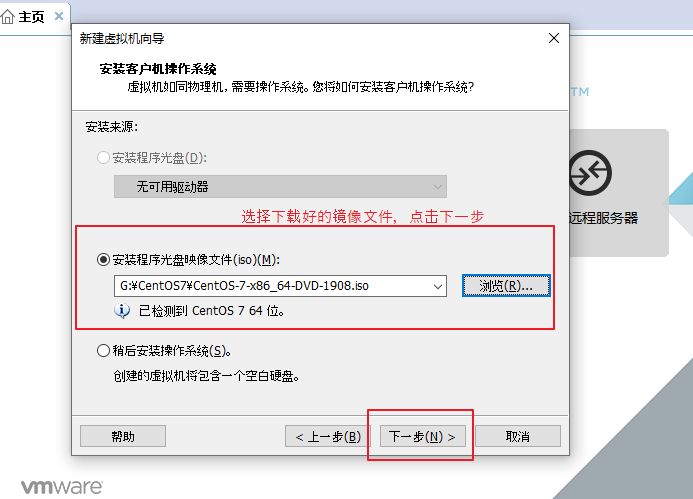 主页
新建虚拟机向导
安装客户机操作系统
虚拟机如同物理机，需要操作系统。您将如何安装客户机操作系统?
TM
安装来源:
安装程序光盘(D):
无可用驱动器
远程服务器
选择下载好的镜像文件，点击下一步
安装程序光盘映像文件(iso)(M):
G:¥CentOS7¥CentOS-7-x86_64-DVD-1908.iso
浏览(R)...
已检测到 CentOS 7 64 位。
稍后安装操作系统(S)。
创建的虚拟机将包含一个空白硬盘。
帮助
< 上一步(B)
下一步(N) >
取消
vmware